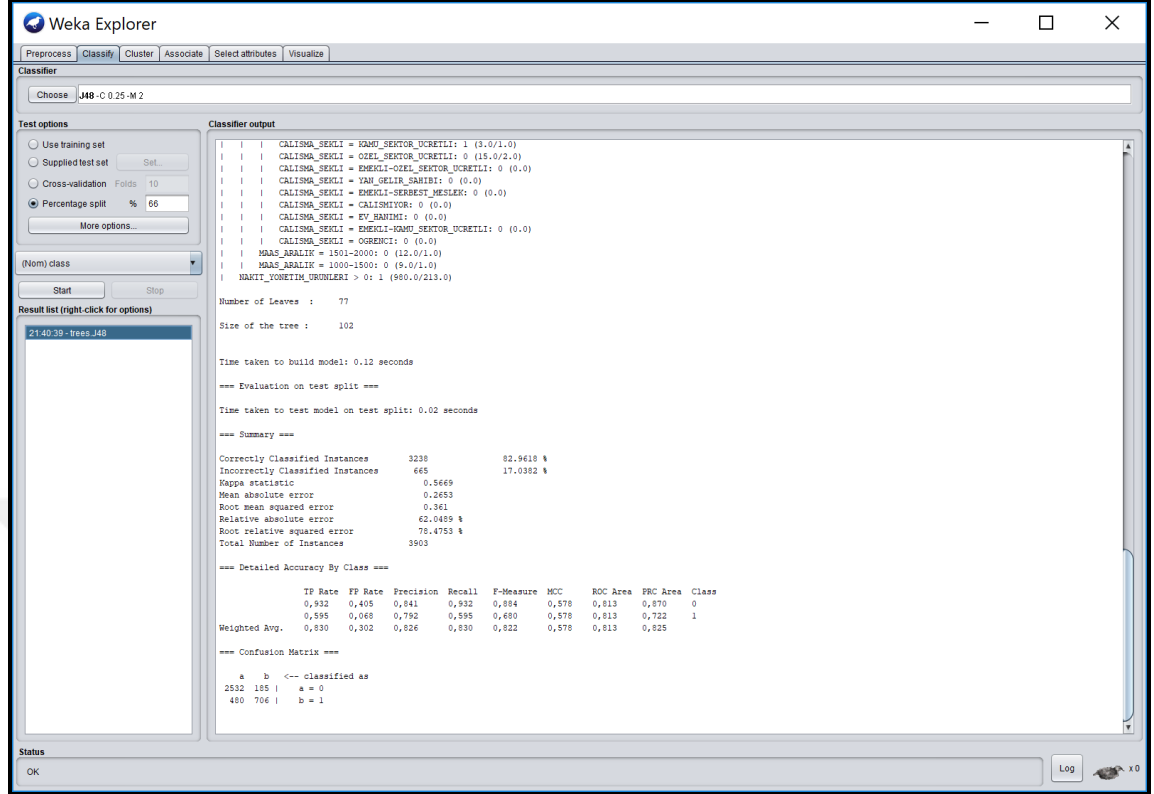 Weka Explorer
Preprocess Classify Cluster Associate Select attributes Visualize
Classifier
Choose J48 -C 0.25 -M 2
Test options
Use training set
Supplied test set Set...
Cross-validation Folds 10
Percentage split % 66
More options...
(Nom) class
Start Stop
Result list (right-click for options)
21:40:39 - trees.J48
Classifier output
| | | CALISMA_SEKLI = KAMU_SEKTOR_UCRETLI: 1 (3.0/1.0)
| | | CALISMA_SEKLI = OZEL_SEKTOR_UCRETLI: 0 (15.0/2.0)
| | | CALISMA_SEKLI = EMEKLI-OZEL_SEKTOR_UCRETLI: 0 (0.0)
| | | CALISMA_SEKLI = YAN_GELIR_SAHIBI: 0 (0.0)
| | | CALISMA_SEKLI = EMEKLI-SERBEST_MESLEK: 0 (0.0)
| | | CALISMA_SEKLI = CALISMIYOR: 0 (0.0)
| | | CALISMA_SEKLI = EV_HANIMI: 0 (0.0)
| | | CALISMA_SEKLI = EMEKLI-KAMU_SEKTOR_UCRETLI: 0 (0.0)
| | | CALISMA_SEKLI = OGRENCI: 0 (0.0)
| | MAAS_ARALIK = 1501-2000: 0 (12.0/1.0)
| | MAAS_ARALIK = 1000-1500: 0 (9.0/1.0)
| NAKIT_YONETIM_URUNLERI > 0: 1 (980.0/213.0)
Number of Leaves : 77
Size of the tree : 102
Time taken to build model: 0.12 seconds
=== Evaluation on test split ===
Time taken to test model on test split: 0.02 seconds
=== Summary ===
Correctly Classified Instances 3238 82.9618 %
Incorrectly Classified Instances 665 17.0382 %
Kappa statistic 0.5669
Mean absolute error 0.2653
Root mean squared error 0.361
Relative absolute error 62.0489 %
Root relative squared error 78.4753 %
Total Number of Instances 3903
=== Detailed Accuracy By Class ===
TP Rate FP Rate Precision Recall F-Measure MCC ROC Area PRC Area Class
0,932 0,405 0,841 0,932 0,884 0,578 0,813 0,870 0
0,595 0,068 0,792 0,595 0,680 0,578 0,813 0,722 1
Weighted Avg. 0,830 0,302 0,826 0,830 0,822 0,578 0,813 0,825
=== Confusion Matrix ===
a b <-- classified as
2532 185 | a = 0
480 706 | b = 1
Status
OK
Log x 0